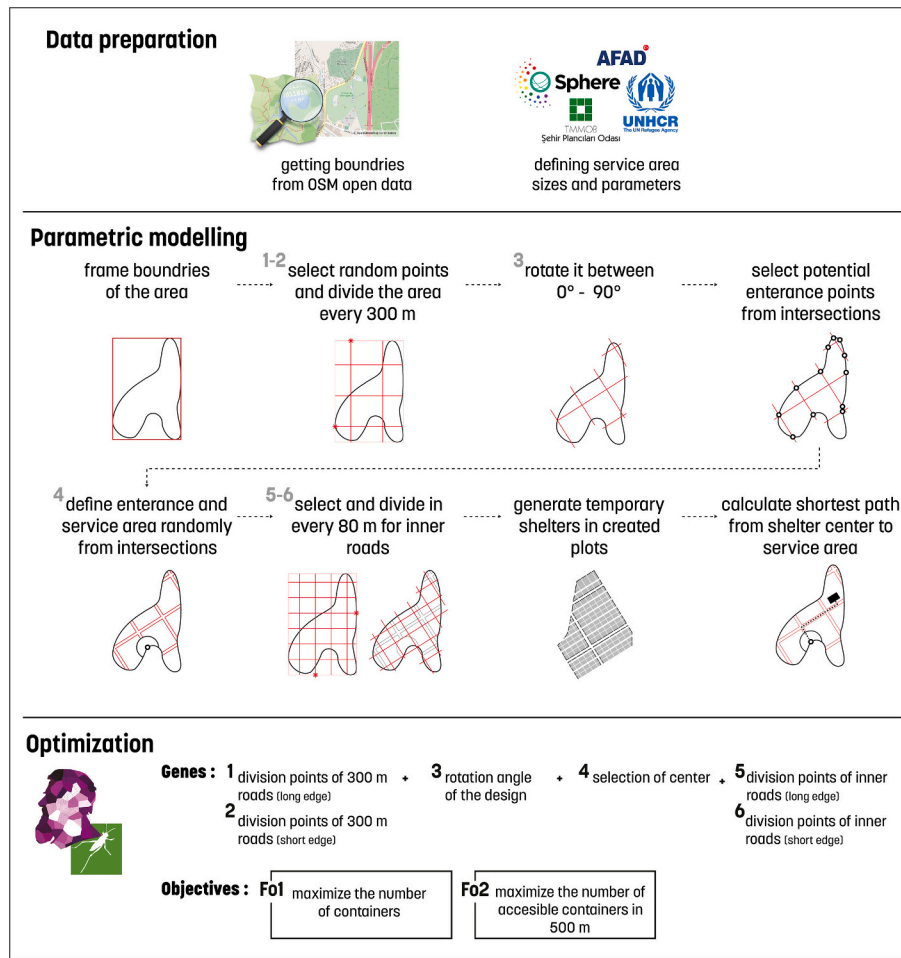 Data preparation
AFAD
Sphere
UNHCR
The UN Refugee Agency
TMMOB
Şehir Plancıları Odası
getting boundries
from OSM open data
defining service area
sizes and parameters
Parametric modelling
frame boundries
of the area
1-2 select random points
and divide the area
every 300 m
3 rotate it between
0° - 90°
select potential
enterance points
from intersections
4 define enterance and
service area randomly
from intersections
5-6 select and divide in
every 80 m for inner
roads
generate temporary
shelters in created
plots
calculate shortest path
from shelter center to
service area
Optimization
Genes : 1 division points of 300 m
roads (long edge)
2 division points of 300 m
roads (short edge)
+ 3 rotation angle
of the design
+ 4 selection of center
+ 5 division points of inner
roads (long edge)
6 division points of inner
roads (short edge)
Objectives : Fo1 maximize the number
of containers
Fo2 maximize the number of
accesible containers in
500 m